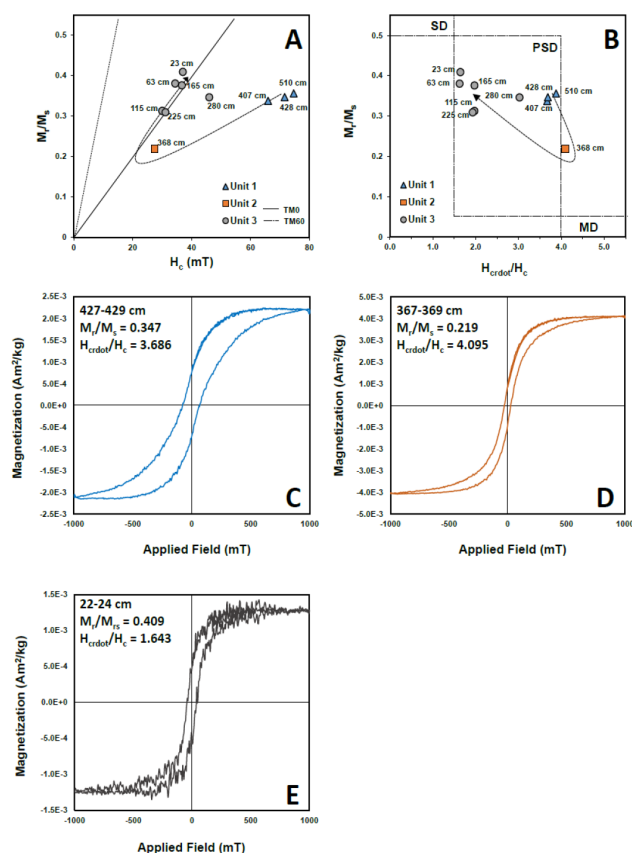 A
0.5
0.4
0.3
0.2
0.1
0
Mr/Ms
23 cm
63 cm
165 cm
280 cm
115 cm
225 cm
407 cm
510 cm
428 cm
368 cm
Unit 1
Unit 2
Unit 3
TM0
TM60
0
20
40
60
80
Hc (mT)
B
SD
PSD
MD
0.5
0.4
0.3
0.2
0.1
0
Mr/Ms
23 cm
63 cm
165 cm
280 cm
115 cm
225 cm
428 cm
407 cm
510 cm
368 cm
Unit 1
Unit 2
Unit 3
0.0
1.0
2.0
3.0
4.0
5.0
Hcrdot/Hc
427-429 cm
Mr/Ms = 0.347
Hcrdot/Hc = 3.686
2.5E-3
2.0E-3
1.5E-3
1.0E-3
5.0E-4
0.0E+0
-5.0E-4
-1.0E-3
-1.5E-3
-2.0E-3
-2.5E-3
Magnetization (Am2/kg)
C
-1000
-500
0
500
1000
Applied Field (mT)
367-369 cm
Mr/Ms = 0.219
Hcrdot/Hc = 4.095
5.0E-3
4.0E-3
3.0E-3
2.0E-3
1.0E-3
0.0E+0
-1.0E-3
-2.0E-3
-3.0E-3
-4.0E-3
-5.0E-3
Magnetization (Am2/kg)
D
-1000
-500
0
500
1000
Applied Field (mT)
22-24 cm
Mr/Mrs = 0.409
Hcrdot/Hc = 1.643
1.5E-3
1.0E-3
5.0E-4
0.0E+0
-5.0E-4
-1.0E-3
-1.5E-3
Magnetization (Am2/kg)
E
-1000
-500
0
500
1000
Applied Field (mT)